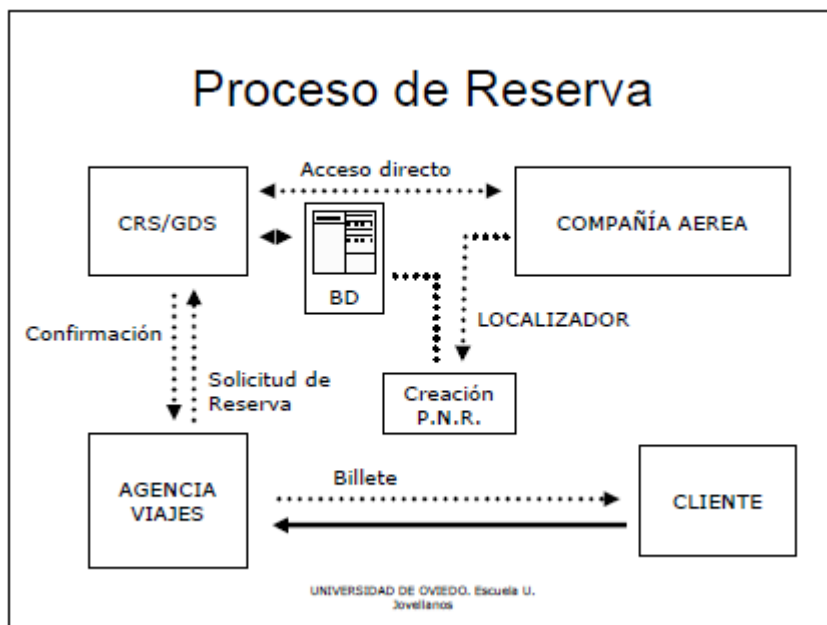 Proceso de Reserva
Acceso directo
CRS/GDS
COMPAÑÍA AEREA
BD
LOCALIZADOR
Confirmación
Solicitud de
Reserva
Creación
P.N.R.
AGENCIA
VIAJES
Billete
CLIENTE
UNIVERSIDAD DE OVIEDO. Escuela U.
Jovellanos